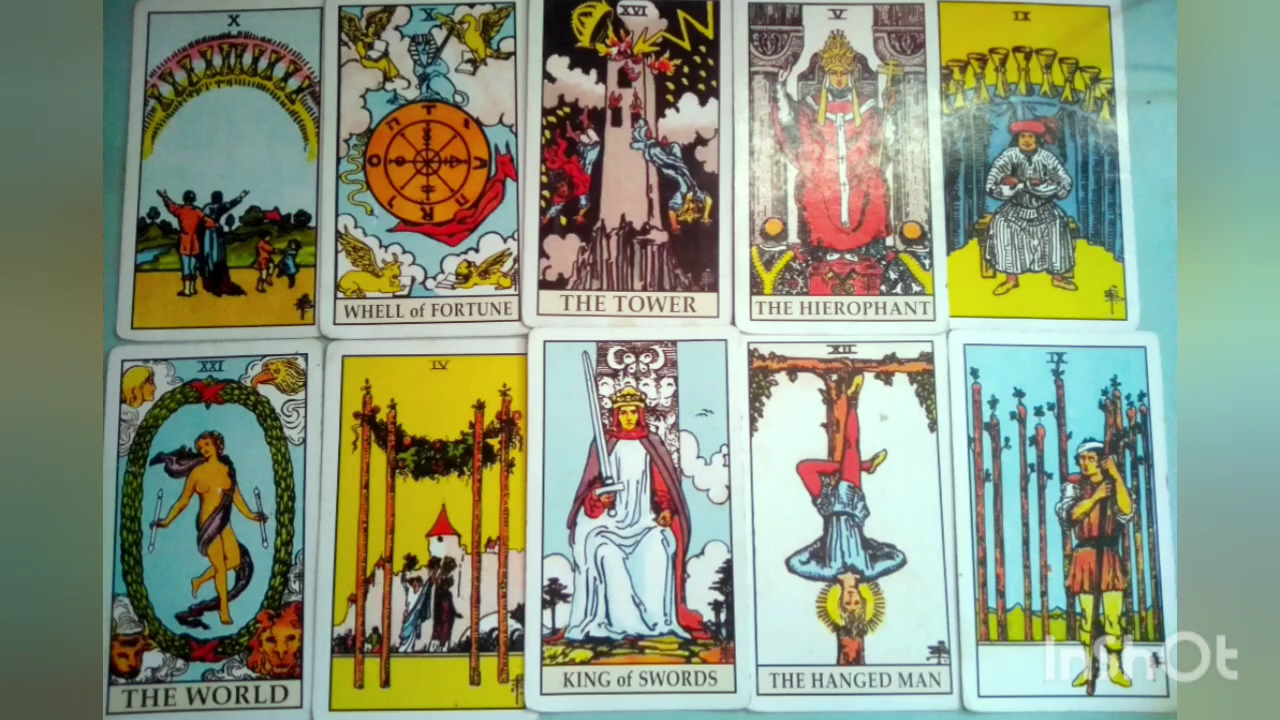 X
X
XVI
V
IX
WHELL of FORTUNE
THE TOWER
THE HIEROPHANT
XXI
IV
XII
IX
THE WORLD
KING of SWORDS
THE HANGED MAN
InShOt